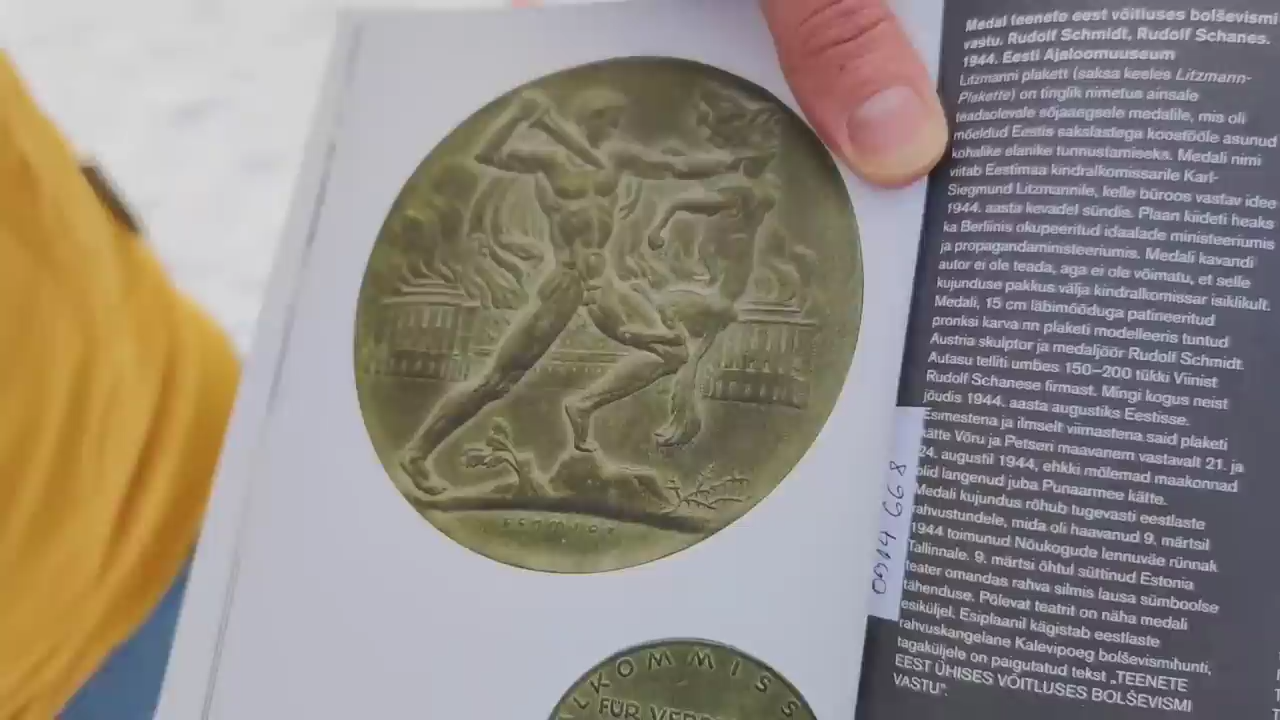 Medal teenete eest võitluses bolševismi
vastu. Rudolf Schmidt, Rudolf Schanes.
1944. Eesti Ajaloomuuseum
Litzmanni plakett (saksa keeles Litzmann-
Plakette) on tinglik nimetus ainsale
teadaolevale sõjaaegsele medalile, mis oli
mõeldud Eestis sakslastega koostööle asunud
kohalike elanike tunnustamiseks. Medali nimi
viitab Eestimaa kindralkomissarile Karl-
Siegmund Litzmannile, kelle büroos vastav idee
1944. aasta kevadel sündis. Plaan kiideti heaks
ka Berliinis okupeeritud idaalade ministeeriumis
ja propagandaministeeriumis. Medali kavandi
autor ei ole teada, aga ei ole võimatu, et selle
kujunduse pakkus välja kindralkomissar isiklikult.
Medali, 15 cm läbimõõduga patineeritud
pronksi karva nn plaketi modelleeris tuntud
Austria skulptor ja medaljöör Rudolf Schmidt.
Autasu telliti umbes 150–200 tükki Viinist
Rudolf Schanese firmast. Mingi kogus neist
jõudis 1944. aasta augustiks Eestisse.
Esimestena ja ilmselt viimastena said plaketi
kätte Võru ja Petseri maavanem vastavalt 21. ja
24. augustil 1944, ehkki mõlemad maakonnad
olid langenud juba Punaarmee kätte.
Medali kujundus rõhub tugevasti eestlaste
rahvustundele, mida oli haavanud 9. märtsil
1944 toimunud Nõukogude lennuväe rünnak
Tallinnale. 9. märtsi õhtul süttinud Estonia
teater omandas rahva silmis lausa sümboolse
tähenduse. Põlevat teatrit on näha medali
esiküljel. Esiplaanil kägistab eestlaste
rahvuskangelane Kalevipoeg bolševismihunti,
tagaküljele on paigutatud tekst „TEENETE
EEST ÜHISES VÕITLUSES BOLŠEVISMI
VASTU".
0914 668
LKOMMISS
FÜR